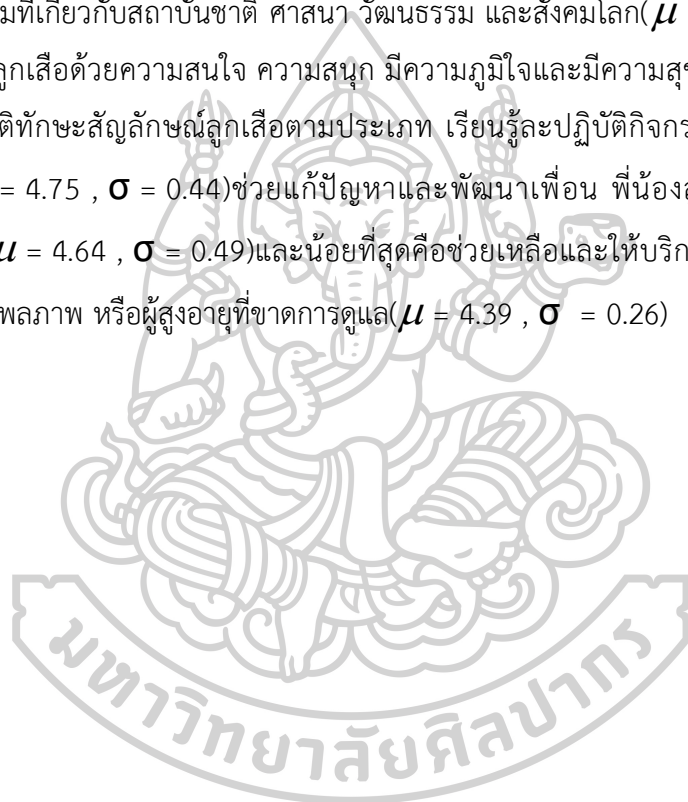 ที่เกี่ยวกับสถาบันชาติ ศาสนา วัฒนธรรม และสังคมโลก(μ
ลูกเสือด้วยความสนใจ ความสนุก มีความภูมิใจและมีความสุข
ติทักษะสัญลักษณ์ลูกเสือตามประเภท เรียนรู้ละปฏิบัติกิจกร
= 4.75 , σ = 0.44)ช่วยแก้ปัญหาและพัฒนาเพื่อน พี่น้อง
μ = 4.64 , σ = 0.49)และน้อยที่สุดคือช่วยเหลือและให้บริก
พลภาพ หรือผู้สูงอายุที่ขาดการดูแล(μ = 4.39 , σ = 0.26)
มหาวิทยาลัยศิลปากร